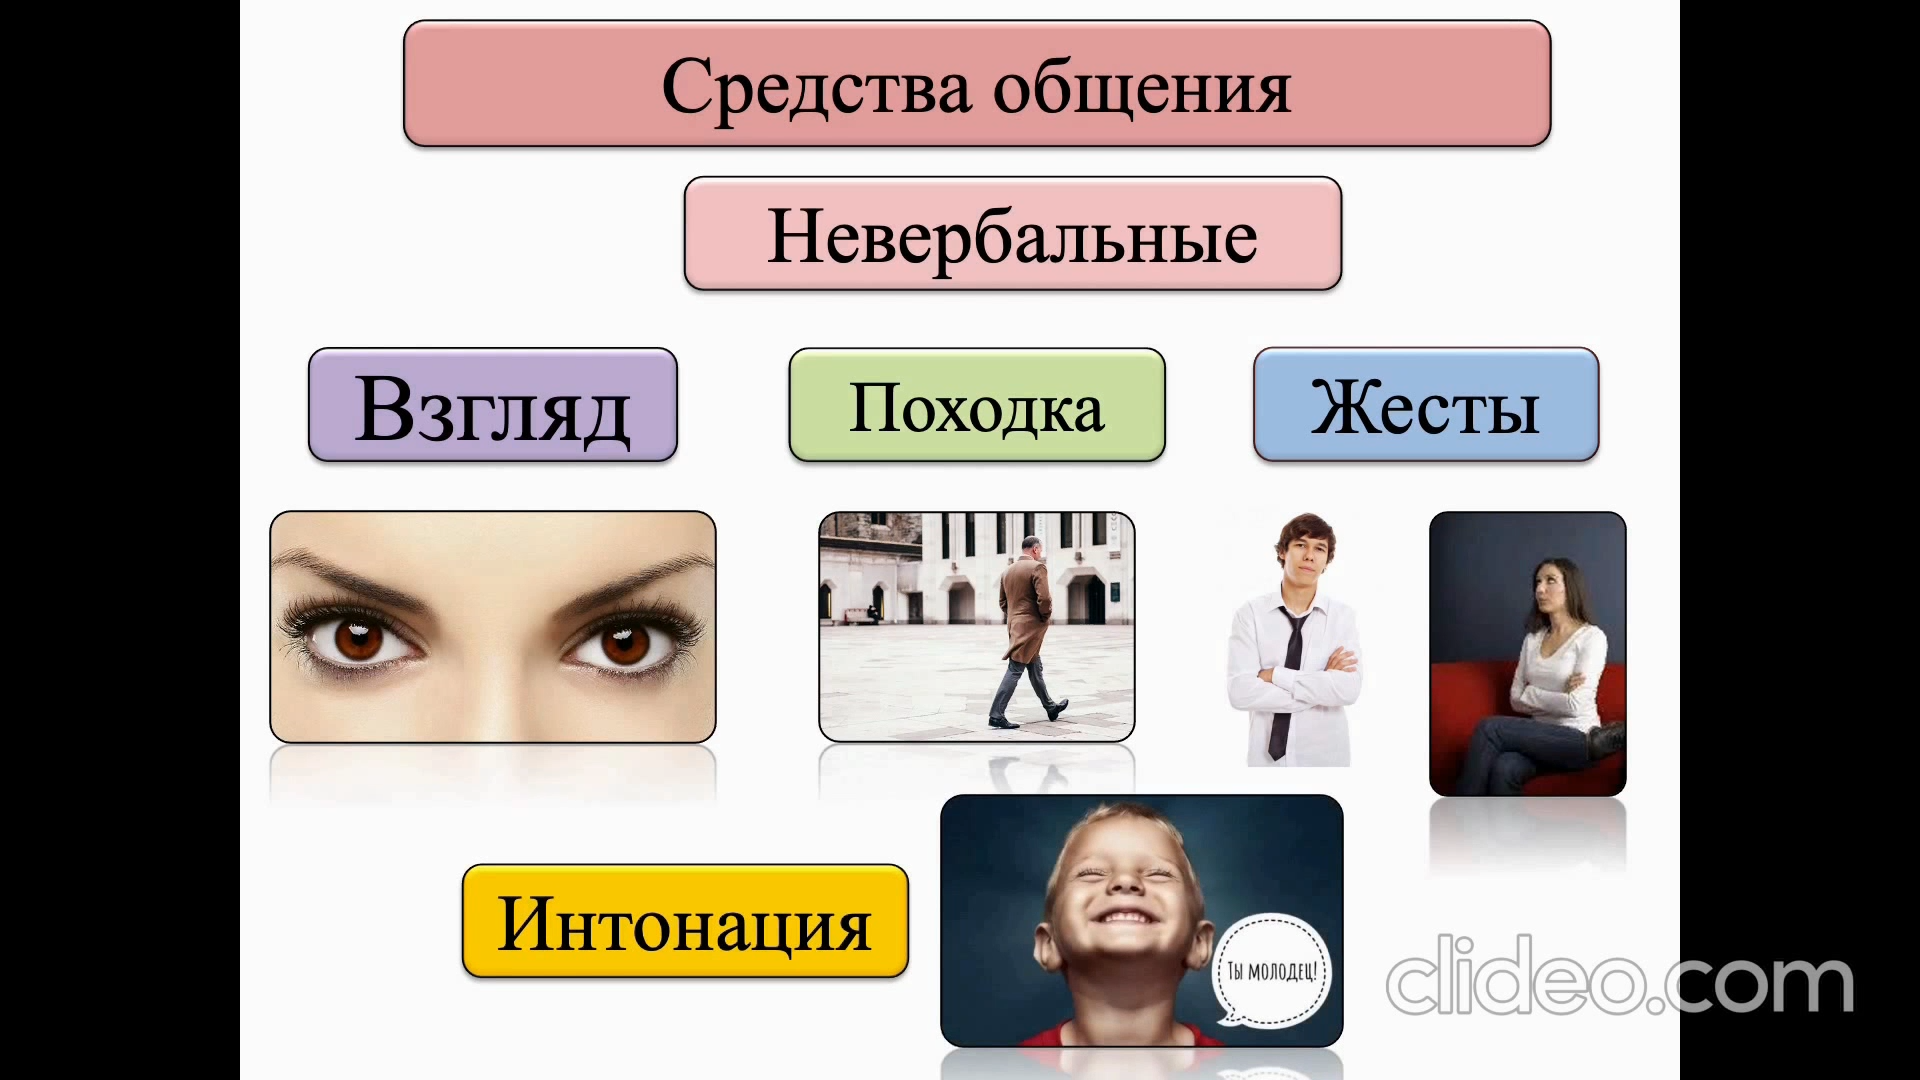 Средства общения
Невербальные
Взгляд
Походка
Жесты
Интонация
Ты молодец!
clideo.com